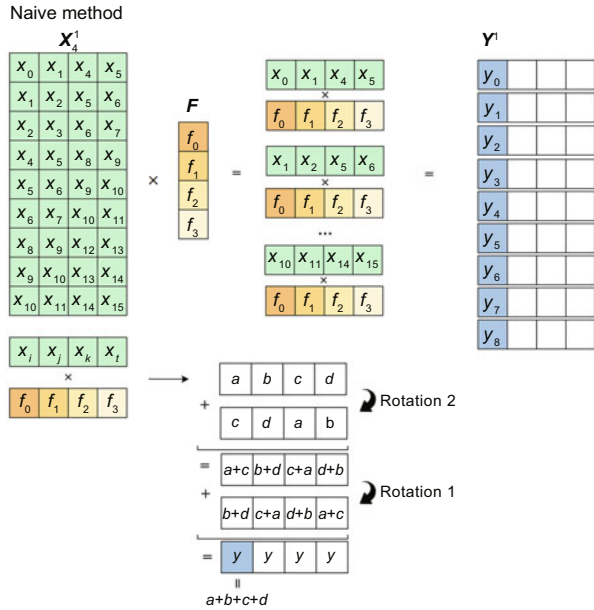 Naive method
X₄¹
F
Y¹
x₀ x₁ x₄ x₅
x₁ x₂ x₅ x₆
x₂ x₃ x₆ x₇
x₄ x₅ x₈ x₉
x₅ x₆ x₉ x₁₀
x₆ x₇ x₁₀ x₁₁
x₈ x₉ x₁₂ x₁₃
x₉ x₁₀ x₁₃ x₁₄
x₁₀ x₁₁ x₁₄ x₁₅
×
f₀
f₁
f₂
f₃
=
x₀ x₁ x₄ x₅
×
f₀ f₁ f₂ f₃
x₁ x₂ x₅ x₆
×
f₀ f₁ f₂ f₃
...
x₁₀ x₁₁ x₁₄ x₁₅
×
f₀ f₁ f₂ f₃
=
y₀
y₁
y₂
y₃
y₄
y₅
y₆
y₇
y₈
xᵢ xⱼ xₖ xₜ
×
f₀ f₁ f₂ f₃
a b c d
+
c d a b
Rotation 2
= a+c b+d c+a d+b
+
b+d c+a d+b a+c
Rotation 1
= y y y y
=
a+b+c+d